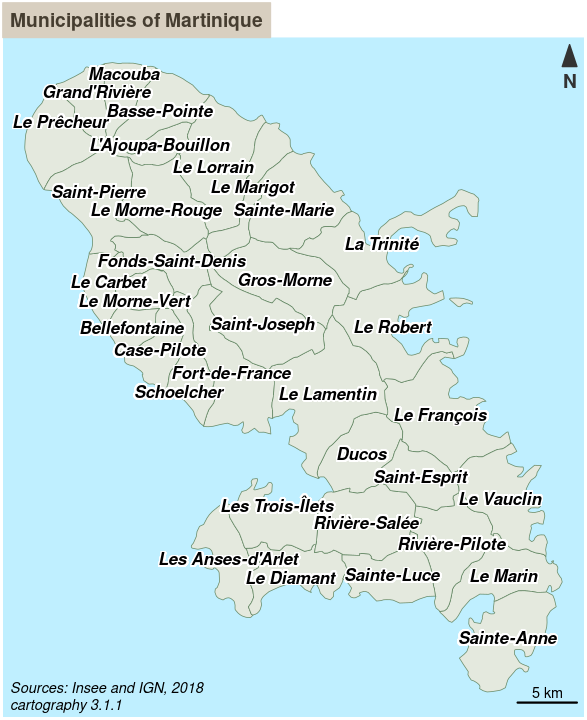 Municipalities of Martinique
N
Macouba
Grand'Rivière
Basse-Pointe
Le Prêcheur
L'Ajoupa-Bouillon
Le Lorrain
Le Marigot
Saint-Pierre
Le Morne-Rouge
Sainte-Marie
La Trinité
Fonds-Saint-Denis
Gros-Morne
Le Carbet
Le Morne-Vert
Bellefontaine
Saint-Joseph
Le Robert
Case-Pilote
Fort-de-France
Schoelcher
Le Lamentin
Le François
Ducos
Saint-Esprit
Le Vauclin
Les Trois-Îlets
Rivière-Salée
Rivière-Pilote
Les Anses-d'Arlet
Le Diamant
Sainte-Luce
Le Marin
Sainte-Anne
Sources: Insee and IGN, 2018
cartography 3.1.1
5 km